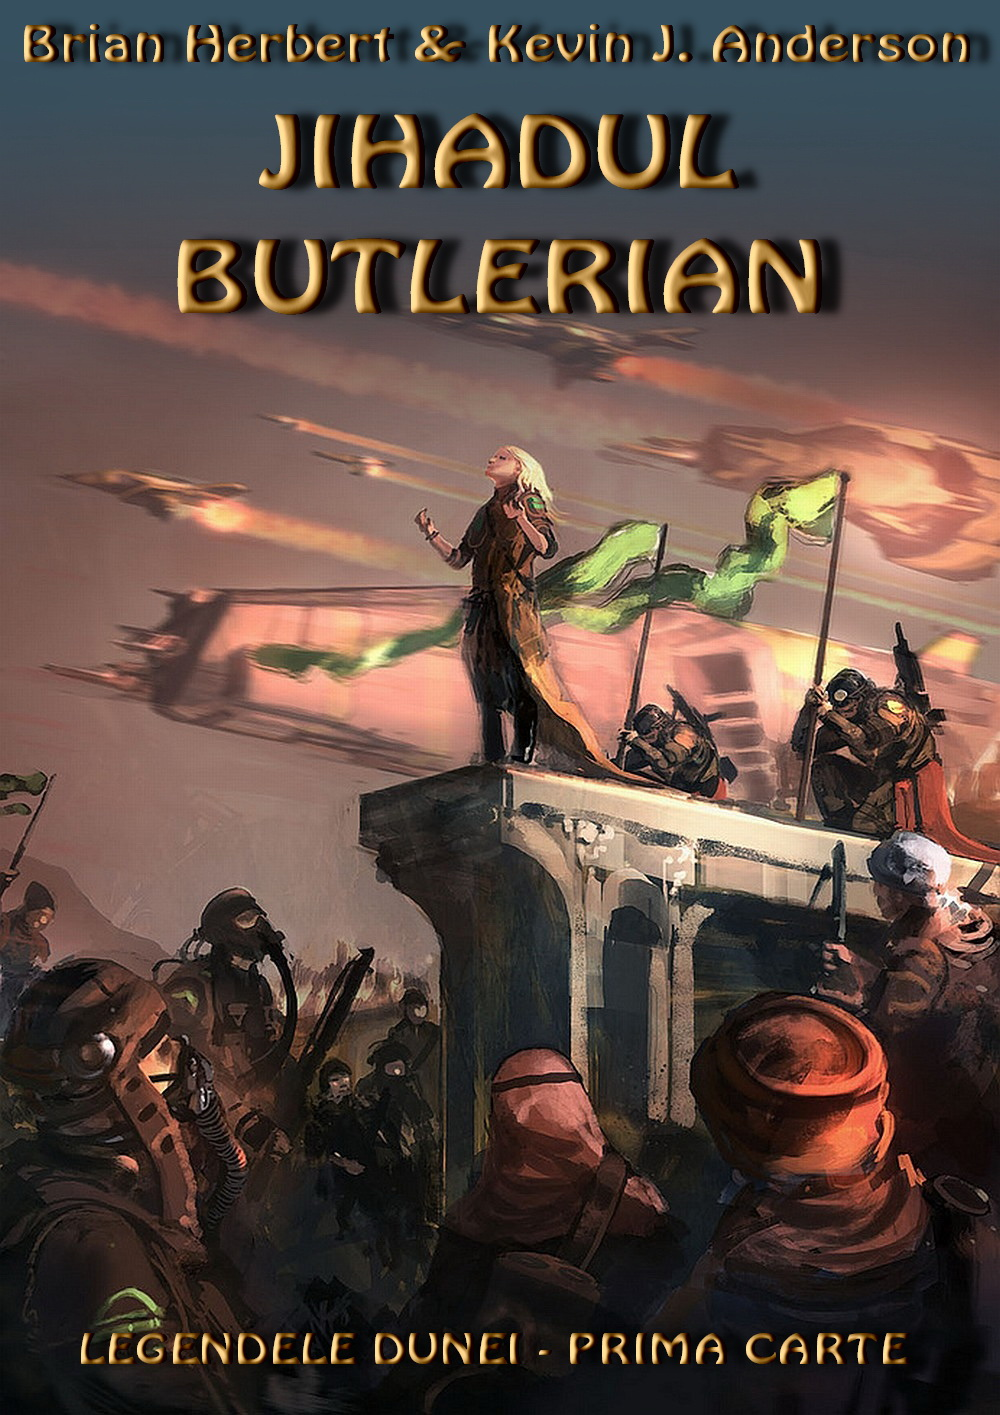 Brian Herbert & Kevin J. Anderson
JIHADUL
BUTLERIAN
LEGENDELE DUNEI - PRIMA CARTE